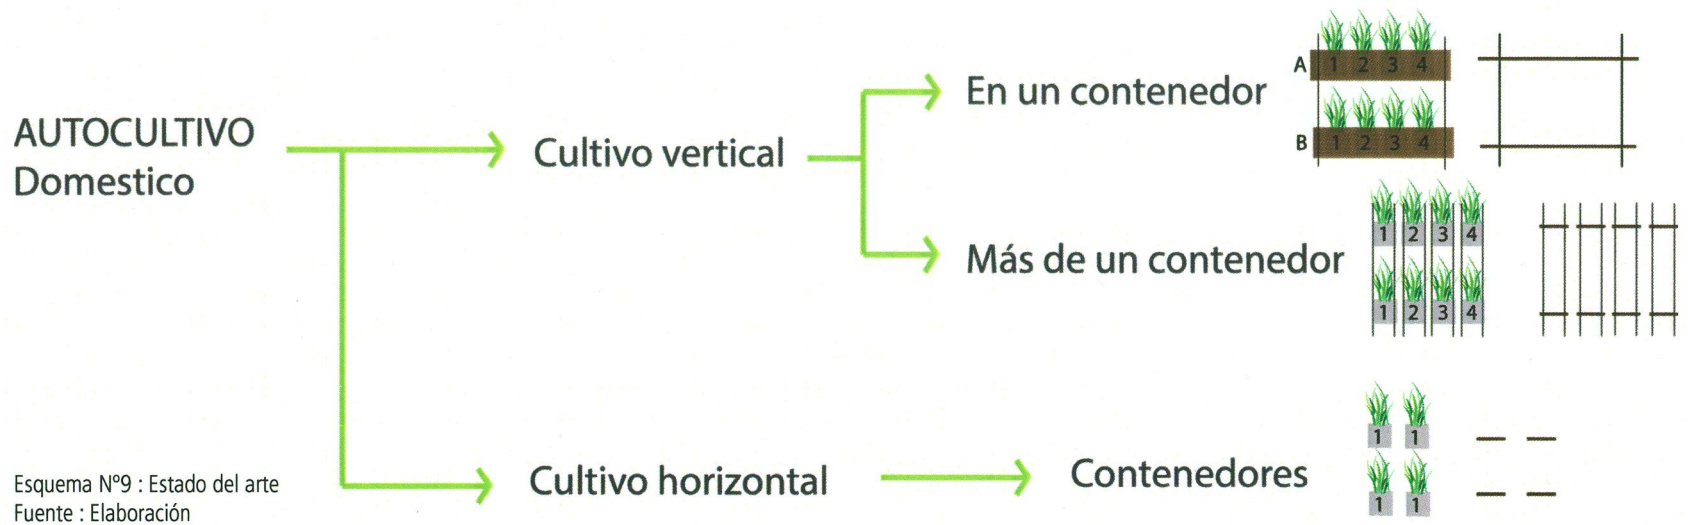 AUTOCULTIVO
Domestico
Cultivo vertical
En un contenedor
A 1 2 3 4
B 1 2 3 4
Más de un contenedor
1 2 3 4
1 2 3 4
Cultivo horizontal
Contenedores
1 1
1 1
Esquema Nº9 : Estado del arte
Fuente : Elaboración